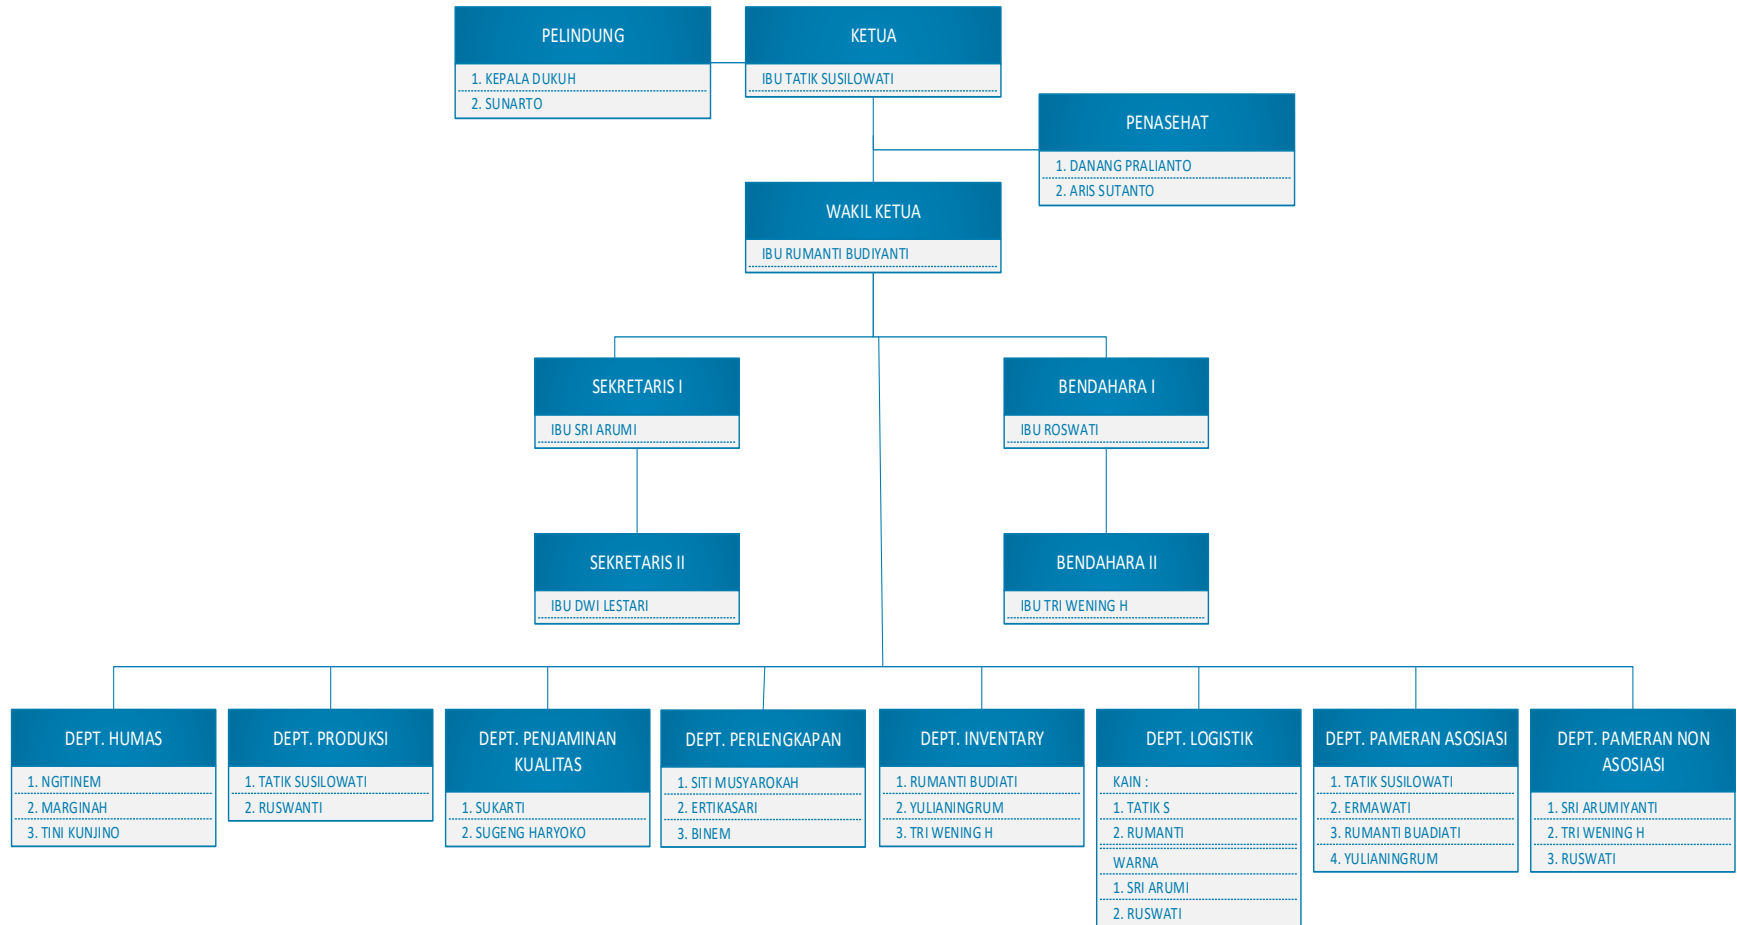 PELINDUNG
1. KEPALA DUKUH
2. SUNARTO
KETUA
IBU TATIK SUSILOWATI
PENASEHAT
1. DANANG PRALIANTO
2. ARIS SUTANTO
WAKIL KETUA
IBU RUMANTI BUDIYANTI
SEKRETARIS I
IBU SRI ARUMI
BENDAHARA I
IBU ROSWATI
SEKRETARIS II
IBU DWI LESTARI
BENDAHARA II
IBU TRI WENING H
DEPT. HUMAS
1. NGITINEM
2. MARGINAH
3. TINI KUNJINO
DEPT. PRODUKSI
1. TATIK SUSILOWATI
2. RUSWANTI
DEPT. PENJAMINAN
KUALITAS
1. SUKARTI
2. SUGENG HARYOKO
DEPT. PERLENGKAPAN
1. SITI MUSYAROKAH
2. ERTIKASARI
3. BINEM
DEPT. INVENTARY
1. RUMANTI BUDIATI
2. YULIANINGRUM
3. TRI WENING H
DEPT. LOGISTIK
KAIN :
1. TATIK S
2. RUMANTI
WARNA
1. SRI ARUMI
2. RUSWATI
DEPT. PAMERAN ASOSIASI
1. TATIK SUSILOWATI
2. ERMAWATI
3. RUMANTI BUADIATI
4. YULIANINGRUM
DEPT. PAMERAN NON
ASOSIASI
1. SRI ARUMIYANTI
2. TRI WENING H
3. RUSWATI